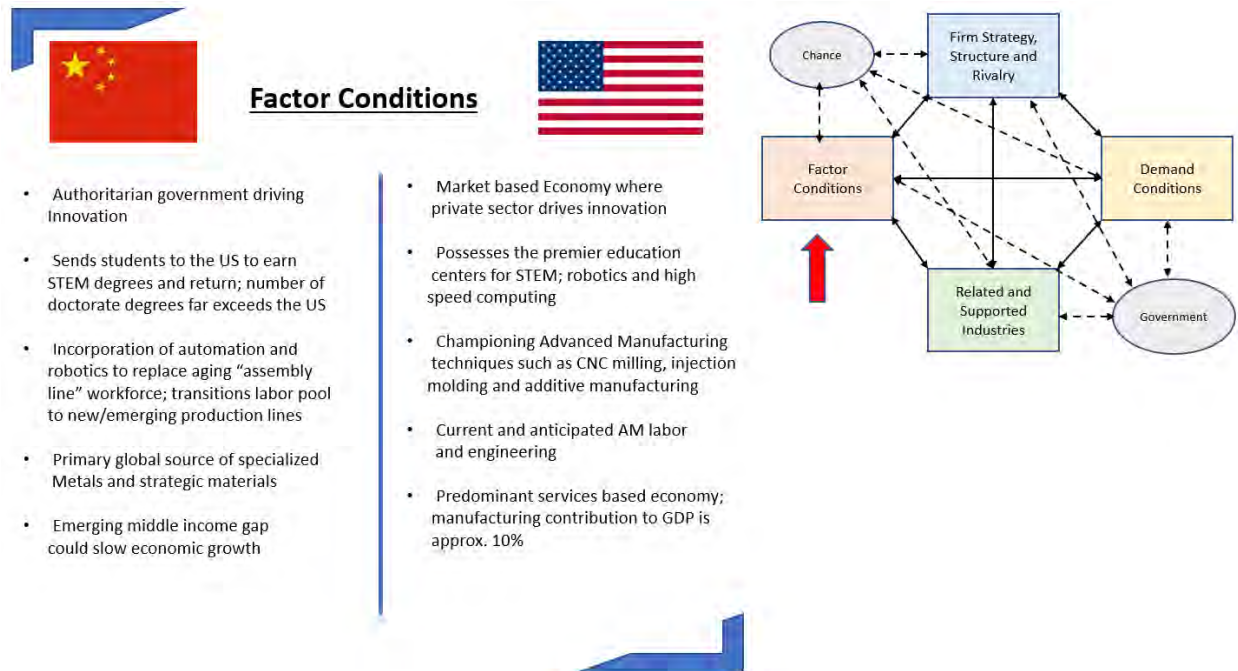 Factor Conditions
• Authoritarian government driving
Innovation
• Sends students to the US to earn
STEM degrees and return; number of
doctorate degrees far exceeds the US
• Incorporation of automation and
robotics to replace aging “assembly
line” workforce; transitions labor pool
to new/emerging production lines
• Primary global source of specialized
Metals and strategic materials
• Emerging middle income gap
could slow economic growth
• Market based Economy where
private sector drives innovation
• Possesses the premier education
centers for STEM; robotics and high
speed computing
• Championing Advanced Manufacturing
techniques such as CNC milling, injection
molding and additive manufacturing
• Current and anticipated AM labor
and engineering
• Predominant services based economy;
manufacturing contribution to GDP is
approx. 10%
Chance
Firm Strategy,
Structure and
Rivalry
Factor
Conditions
Demand
Conditions
Related and
Supported
Industries
Government